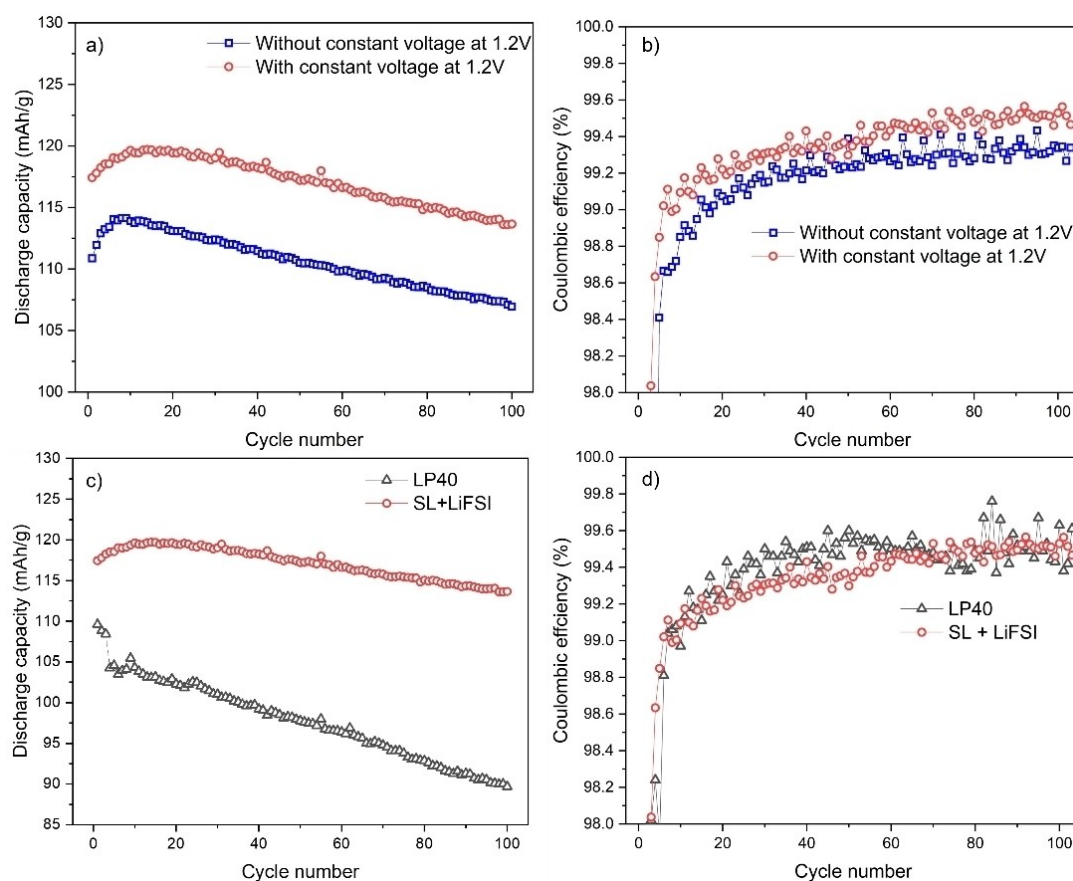 a)
Without constant voltage at 1.2V
With constant voltage at 1.2V
Discharge capacity (mAh/g)
130
125
120
115
110
105
100
0 20 40 60 80 100
Cycle number
b)
Without constant voltage at 1.2V
With constant voltage at 1.2V
Coulombic effciency (%)
100.0
99.8
99.6
99.4
99.2
99.0
98.8
98.6
98.4
98.2
98.0
0 20 40 60 80 100
Cycle number
c)
LP40
SL+LiFSI
Discharge capacity (mAh/g)
130
125
120
115
110
105
100
95
90
85
0 20 40 60 80 100
Cycle number
d)
LP40
SL + LiFSI
Coulombic effciency (%)
100.0
99.8
99.6
99.4
99.2
99.0
98.8
98.6
98.4
98.2
98.0
0 20 40 60 80 100
Cycle number